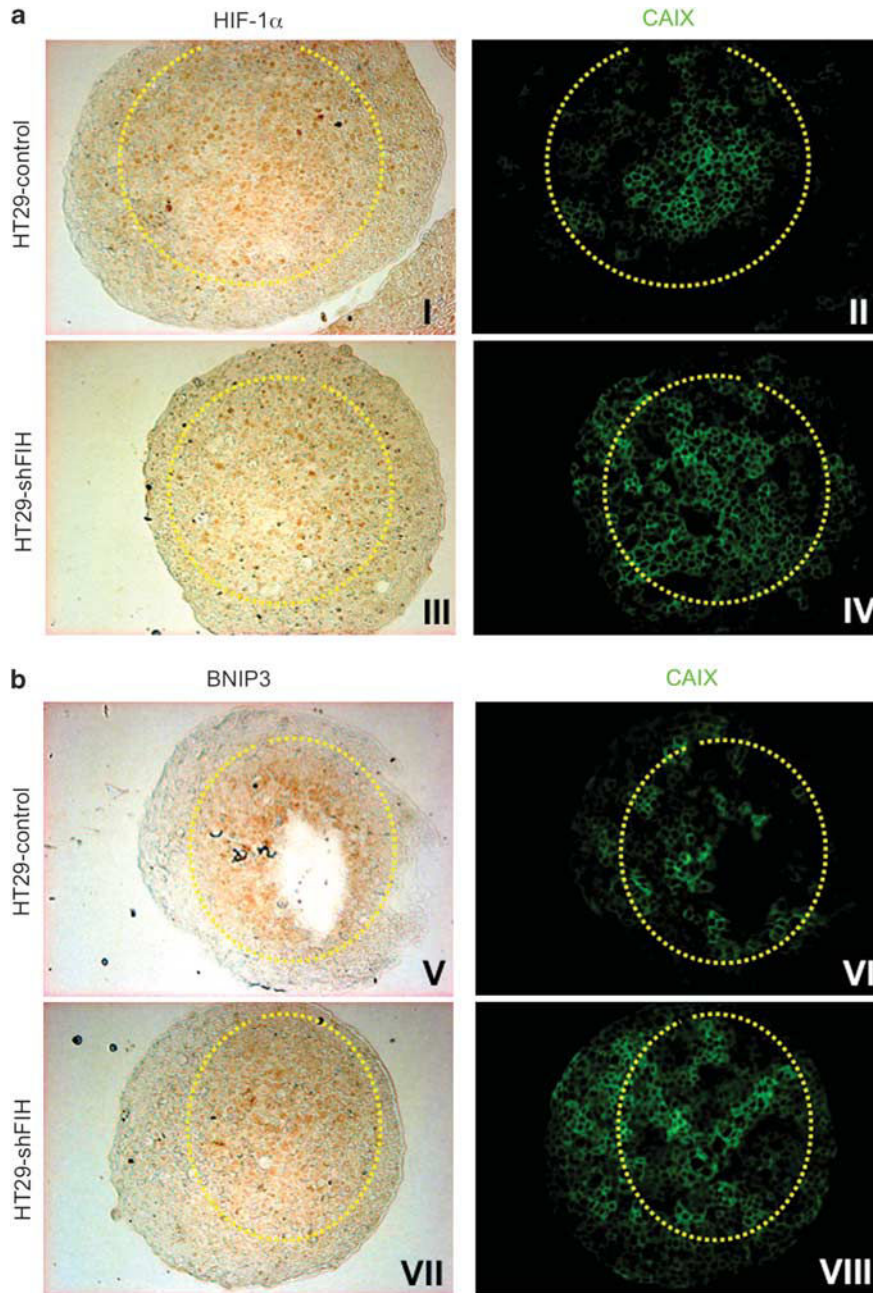 a
HIF-1α
CAIX
HT29-control
I
II
HT29-shFIH
III
IV
b
BNIP3
CAIX
HT29-control
V
VI
HT29-shFIH
VII
VIII